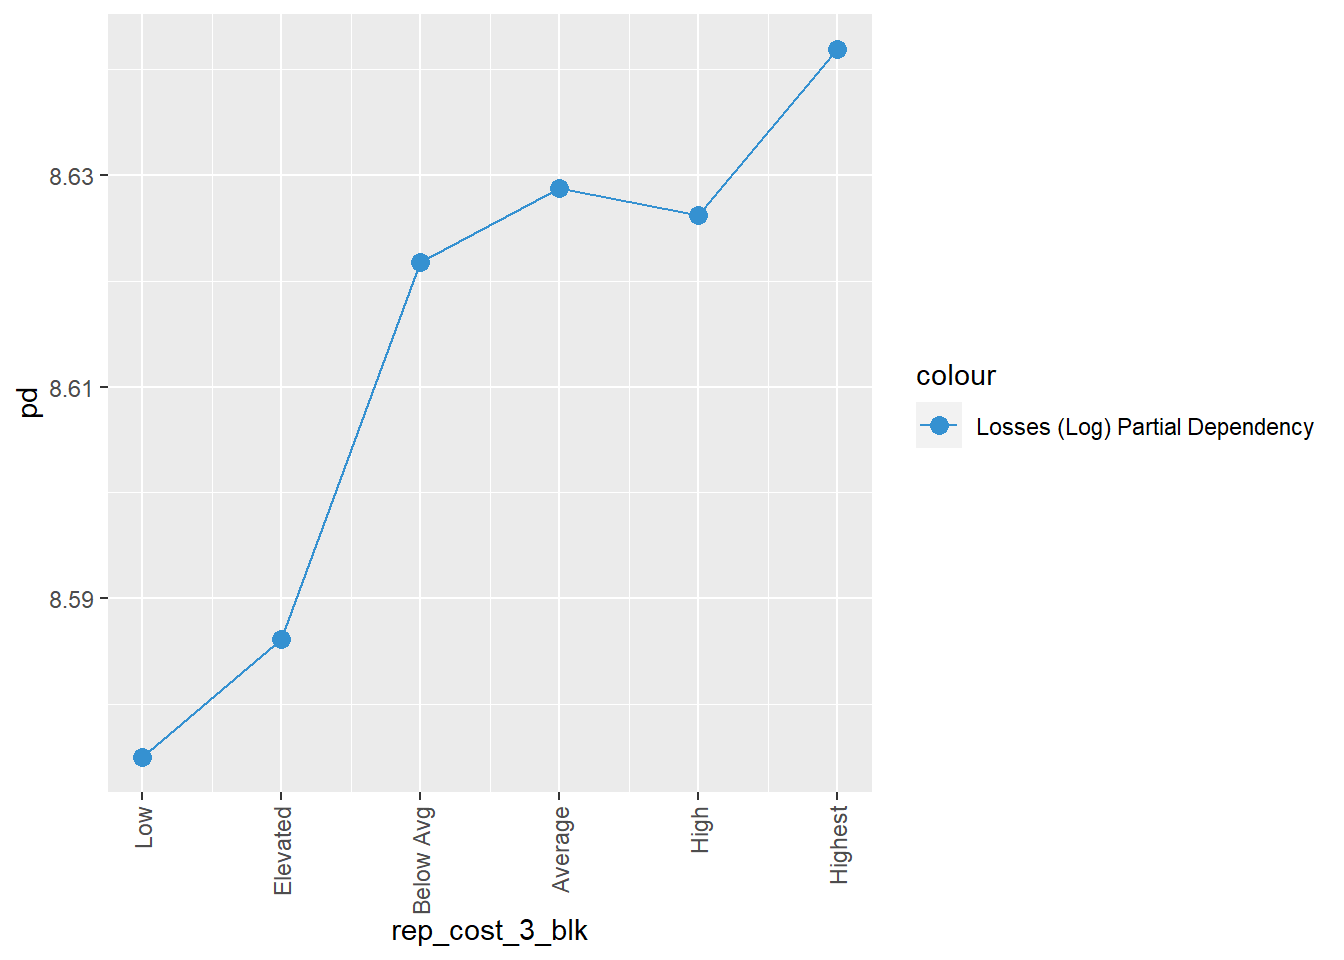 8.63
8.61
8.59
pd
Low
Elevated
Below Avg
Average
High
Highest
rep_cost_3_blk
colour
Losses (Log) Partial Dependency